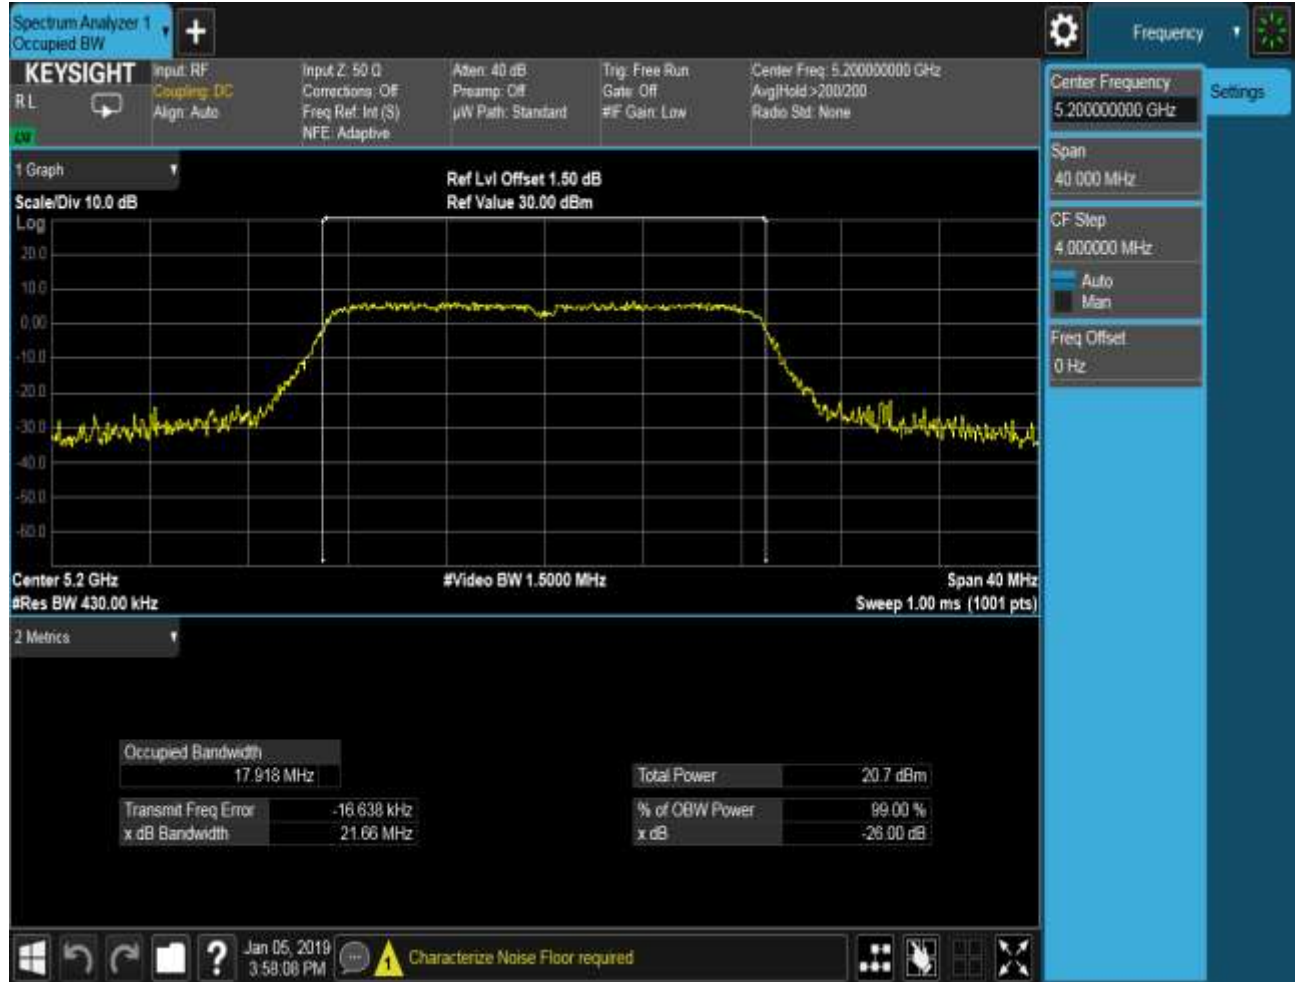 Spectrum Analyzer 1
Occupied BW
Frequency
KEYSIGHT
R L
Input: RF
Coupling: DC
Align: Auto
Input Z: 50 Ω
Corrections: Off
Freq Ref: Int (S)
NFE: Adaptive
Atten: 40 dB
Preamp: Off
µW Path: Standard
Trig: Free Run
Gate: Off
#IF Gain: Low
Center Freq: 5.200000000 GHz
Avg|Hold:>200/200
Radio Std: None
Center Frequency
5.200000000 GHz
Settings
Span
40.000 MHz
CF Step
4.000000 MHz
Auto
Man
Freq Offset
0 Hz
1 Graph
Scale/Div 10.0 dB
Ref Lvl Offset 1.50 dB
Ref Value 30.00 dBm
Log
20.0
10.0
0.00
-10.0
-20.0
-30.0
-40.0
-50.0
-60.0
Center 5.2 GHz
#Video BW 1.5000 MHz
Span 40 MHz
#Res BW 430.00 kHz
Sweep 1.00 ms (1001 pts)
2 Metrics
Occupied Bandwidth
17.918 MHz
Total Power 20.7 dBm
Transmit Freq Error -16.638 kHz
% of OBW Power 99.00 %
x dB Bandwidth 21.66 MHz
x dB -26.00 dB
?
Jan 05, 2019
3:58:08 PM
1
Characterize Noise Floor required